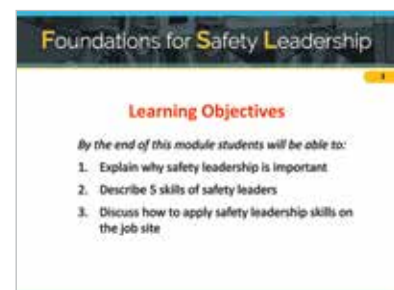 Foundations for Safety Leadership
Learning Objectives
By the end of this module students will be able to:
1. Explain why safety leadership is important
2. Describe 5 skills of safety leaders
3. Discuss how to apply safety leadership skills on
the job site